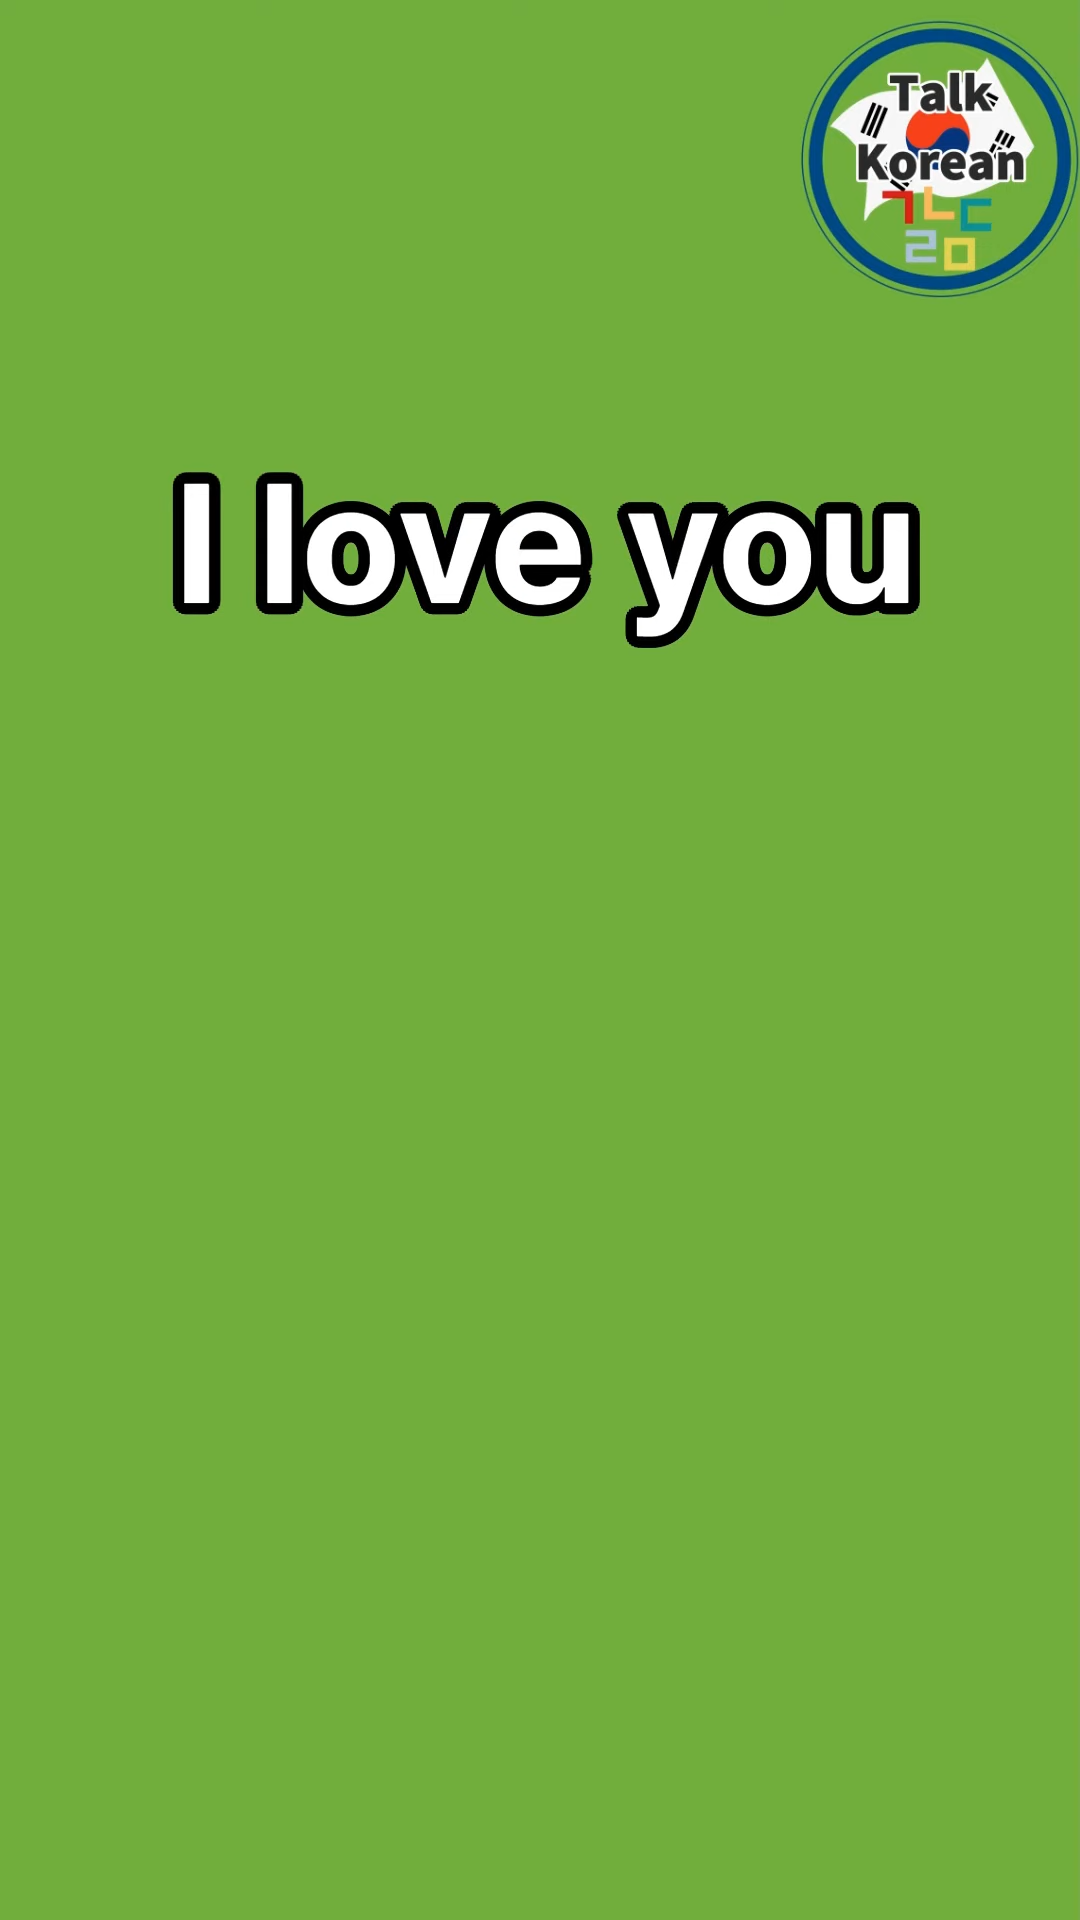 Talk
Korean
ㄱㄴㄷ
ㄹㅁ
I love you